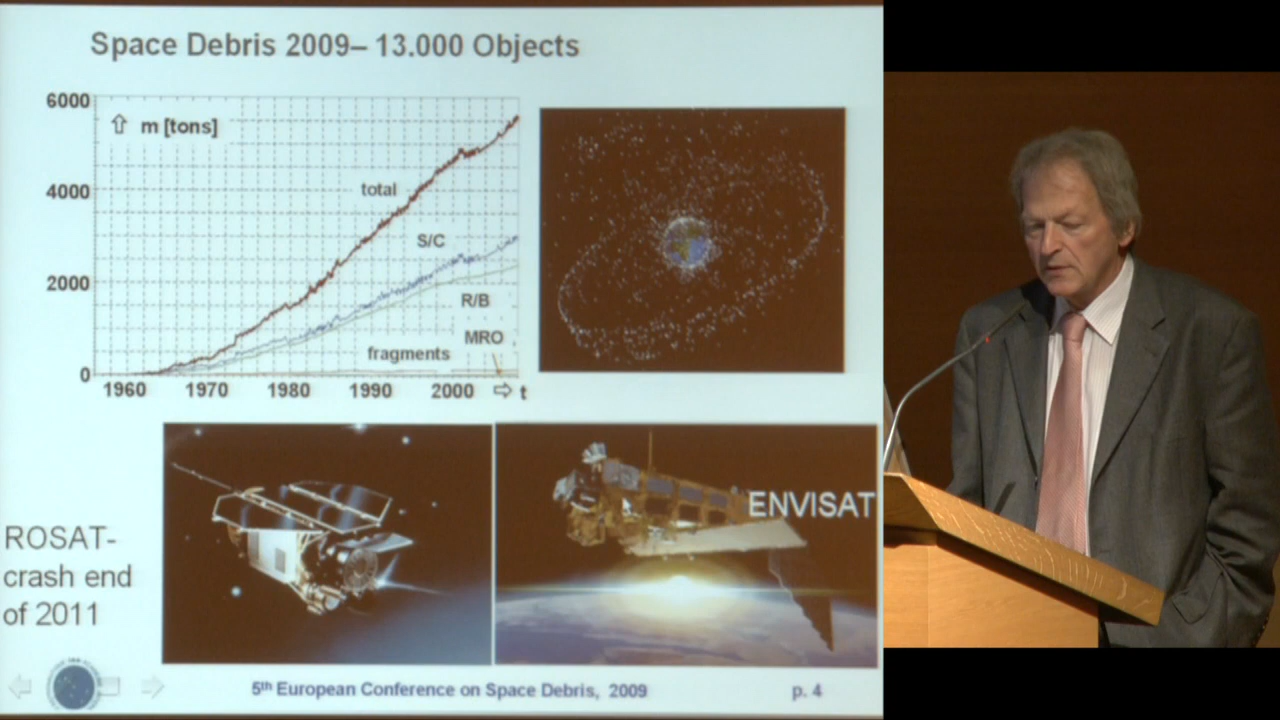 Space Debris 2009– 13.000 Objects
6000
m [tons]
4000
total
S/C
2000
R/B
MRO
fragments
0
1960 1970 1980 1990 2000 t
ENVISAT
ROSAT-
crash end
of 2011
5th European Conference on Space Debris, 2009
p. 4